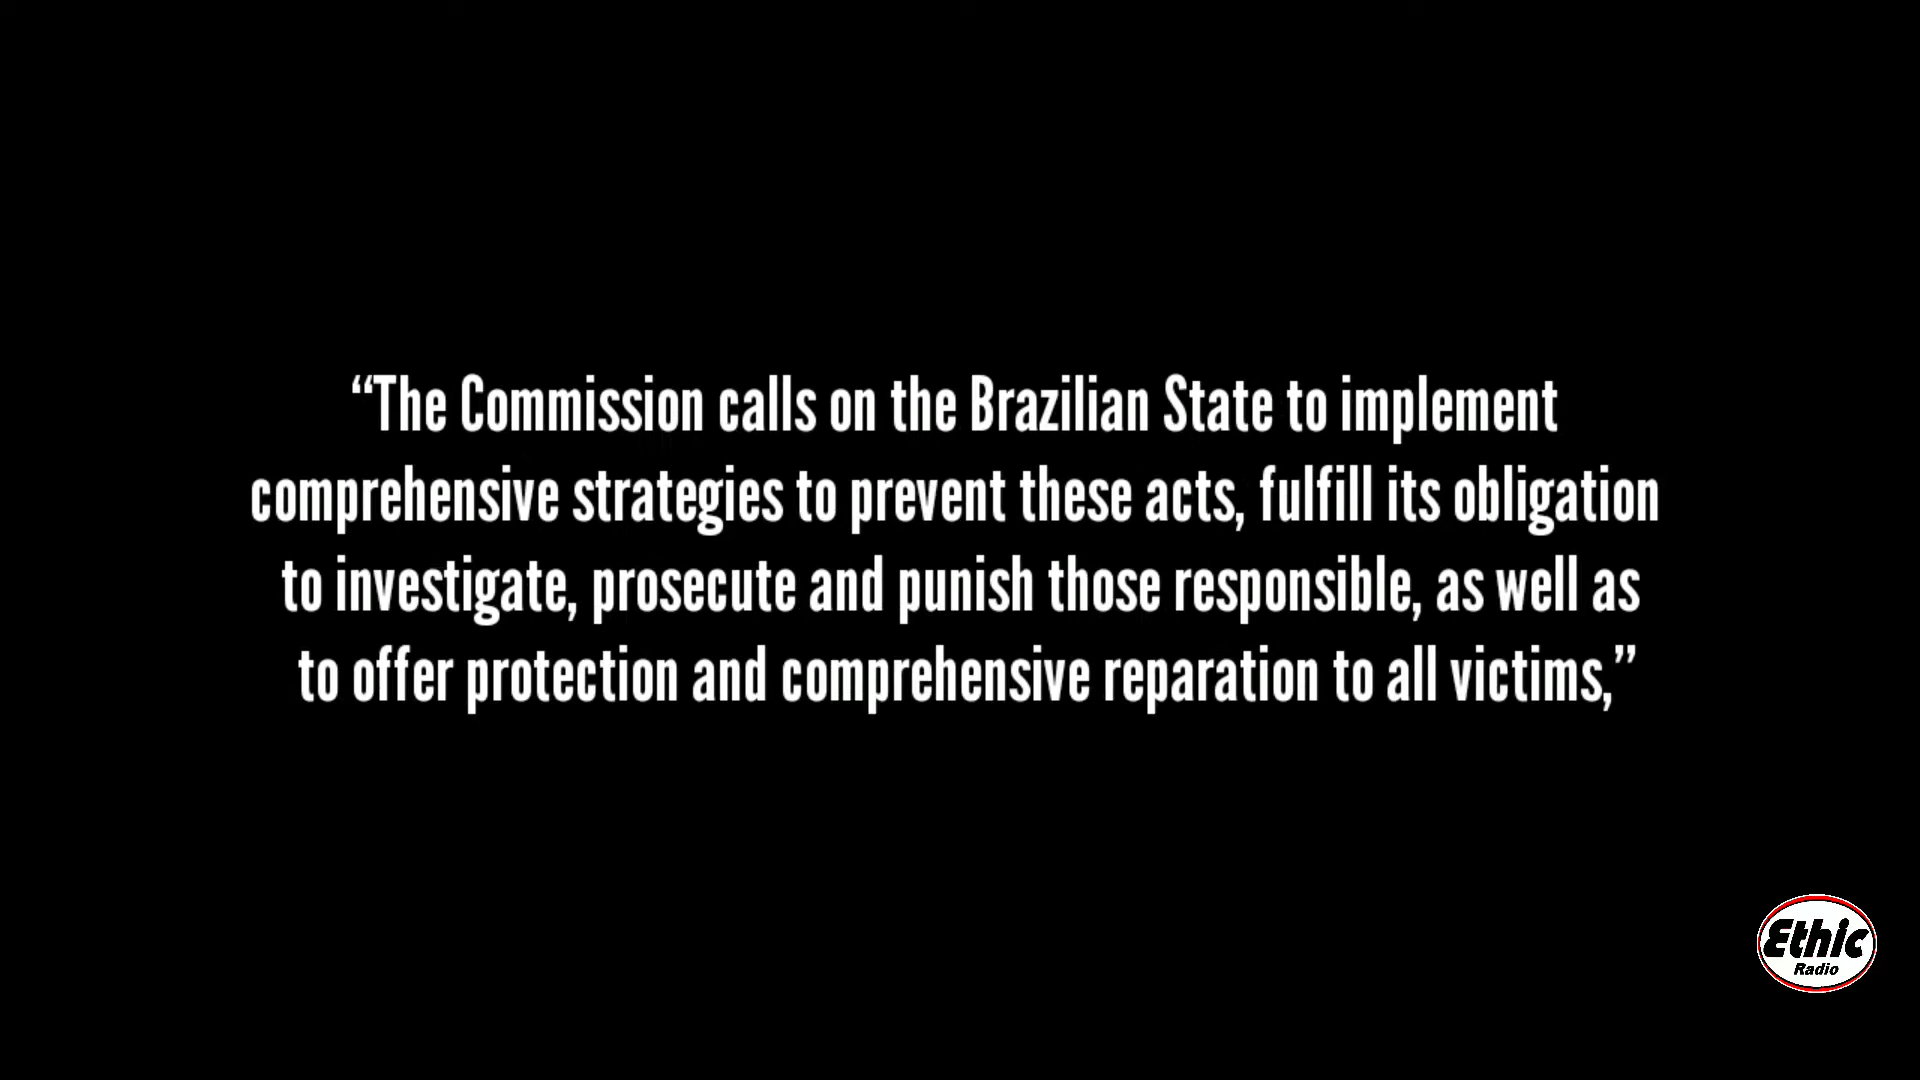 “The Commission calls on the Brazilian State to implement
comprehensive strategies to prevent these acts, fulfill its obligation
to investigate, prosecute and punish those responsible, as well as
to offer protection and comprehensive reparation to all victims,”
Ethic
Radio